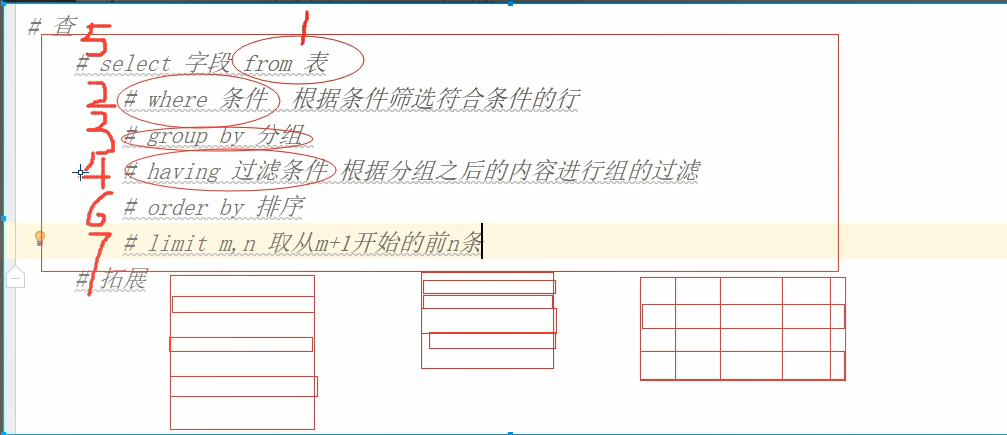 # 查
1
5 # select 字段 from 表
2 # where 条件 根据条件筛选符合条件的行
3 # group by 分组
4 # having 过滤条件 根据分组之后的内容进行组的过滤
6 # order by 排序
7 # limit m,n 取从m+1开始的前n条
# 拓展